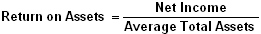 Return on Assets = Net Income
Average Total Assets